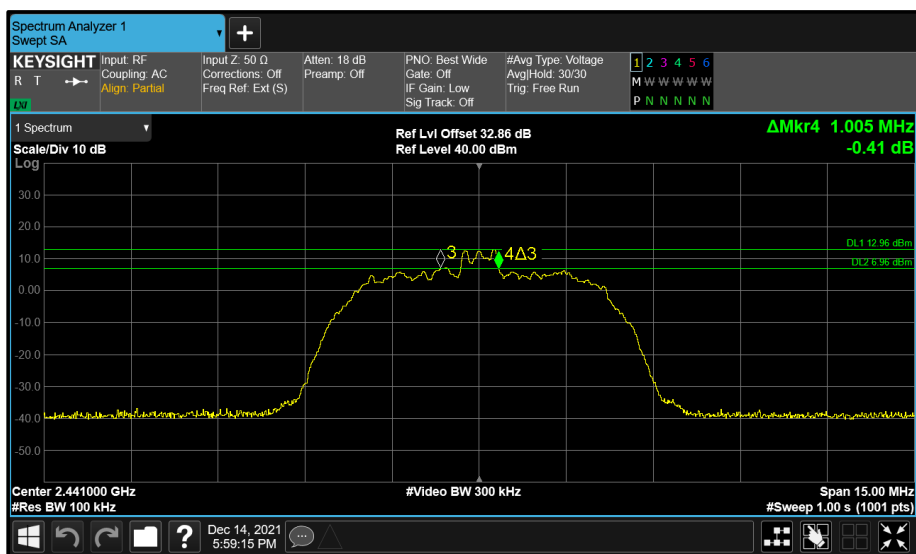 Spectrum Analyzer 1
Swept SA
KEYSIGHT
R T
LXI
Input: RF
Coupling: AC
Align: Partial
Input Z: 50 Ω
Corrections: Off
Freq Ref: Ext (S)
Atten: 18 dB
Preamp: Off
PNO: Best Wide
Gate: Off
IF Gain: Low
Sig Track: Off
#Avg Type: Voltage
Avg|Hold: 30/30
Trig: Free Run
1 2 3 4 5 6
M W W W W W
P N N N N N
1 Spectrum
Scale/Div 10 dB
Log
Ref Lvl Offset 32.86 dB
Ref Level 40.00 dBm
ΔMkr4 1.005 MHz
-0.41 dB
30.0
20.0
10.0
0.00
-10.0
-20.0
-30.0
-40.0
-50.0
3
4Δ3
DL1 12.96 dBm
DL2 6.96 dBm
Center 2.441000 GHz
#Res BW 100 kHz
#Video BW 300 kHz
Span 15.00 MHz
#Sweep 1.00 s (1001 pts)
?
Dec 14, 2021
5:59:15 PM